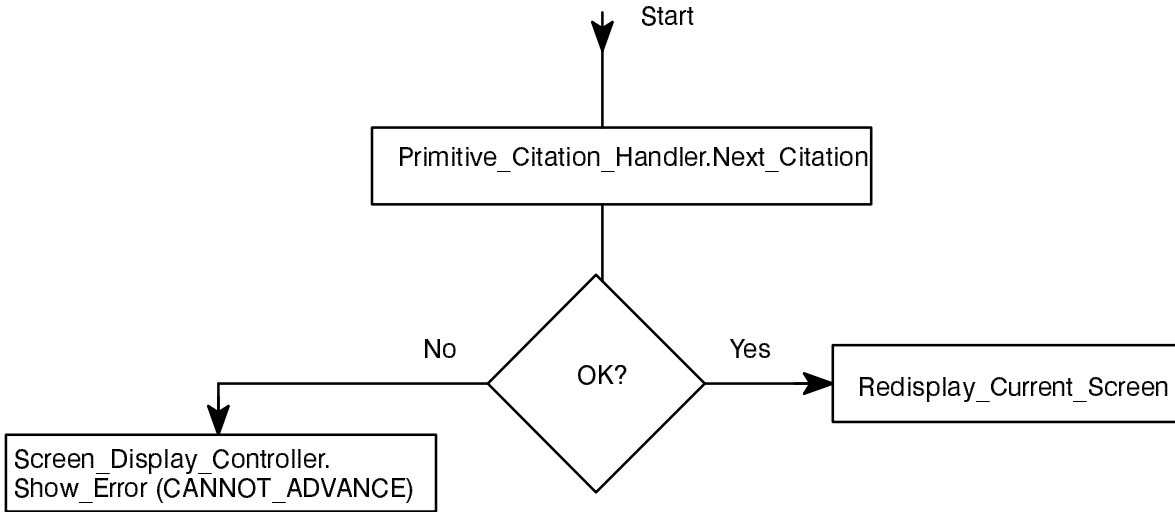 Start
Primitive_Citation_Handler.Next_Citation
No
Yes
OK?
Redisplay_Current_Screen
Screen_Display_Controller.
Show_Error (CANNOT_ADVANCE)